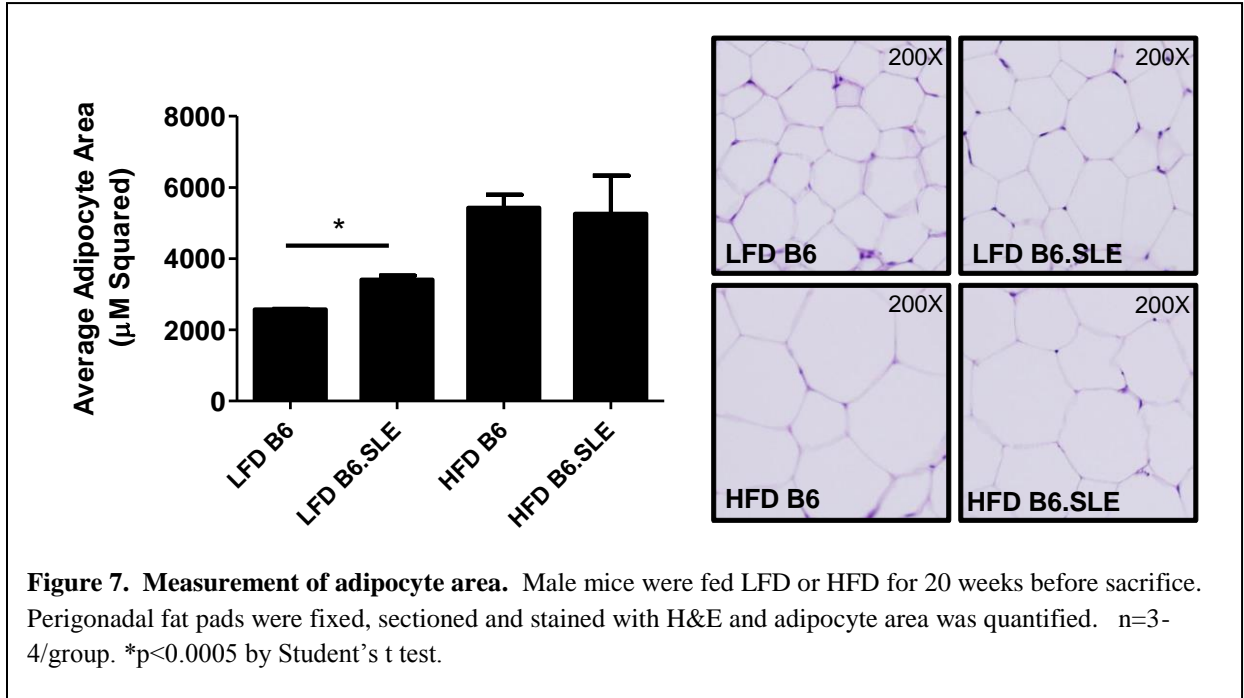 Average Adipocyte Area
(μM Squared)
8000
6000
4000
2000
0
*
LFD B6
LFD B6.SLE
HFD B6
HFD B6.SLE
200X
LFD B6
200X
LFD B6.SLE
200X
HFD B6
200X
HFD B6.SLE
Figure 7. Measurement of adipocyte area. Male mice were fed LFD or HFD for 20 weeks before sacrifice.
Perigonadal fat pads were fixed, sectioned and stained with H&E and adipocyte area was quantified. n=3-
4/group. *p<0.0005 by Student’s t test.